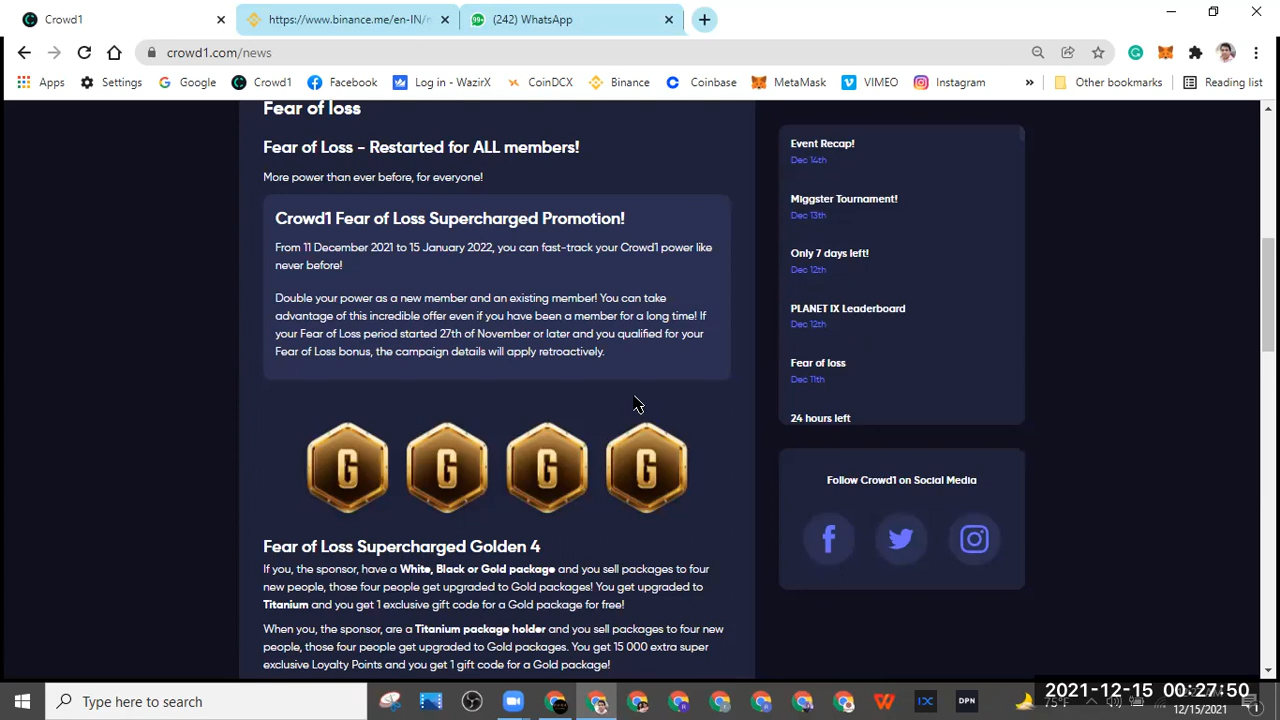 Crowd1
https://www.binance.me/en-IN/
(242) WhatsApp
crowd1.com/news
Apps
Settings
Google
Crowd1
Facebook
Log in - WazirX
CoinDCX
Binance
Coinbase
MetaMask
VIMEO
Instagram
»
Other bookmarks
Reading list
Fear of loss
Fear of Loss - Restarted for ALL members!
More power than ever before, for everyone!
Crowd1 Fear of Loss Supercharged Promotion!
From 11 December 2021 to 15 January 2022, you can fast-track your Crowd1 power like
never before!
Double your power as a new member and an existing member! You can take
advantage of this incredible offer even if you have been a member for a long time! If
your Fear of Loss period started 27th of November or later and you qualified for your
Fear of Loss bonus, the campaign details will apply retroactively.
G G G G
Fear of Loss Supercharged Golden 4
If you, the sponsor, have a White, Black or Gold package and you sell packages to four
new people, those four people get upgraded to Gold packages! You get upgraded to
Titanium and you get 1 exclusive gift code for a Gold package for free!
When you, the sponsor, are a Titanium package holder and you sell packages to four new
people, those four people get upgraded to Gold packages. You get 15 000 extra super
exclusive Loyalty Points and you get 1 gift code for a Gold package!
Event Recap!
Dec 14th
Miggster Tournament!
Dec 13th
Only 7 days left!
Dec 12th
PLANET IX Leaderboard
Dec 12th
Fear of loss
Dec 11th
24 hours left
Follow Crowd1 on Social Media
Type here to search
DPN
75°F
2021-12-15 00:27:50
12/15/2021